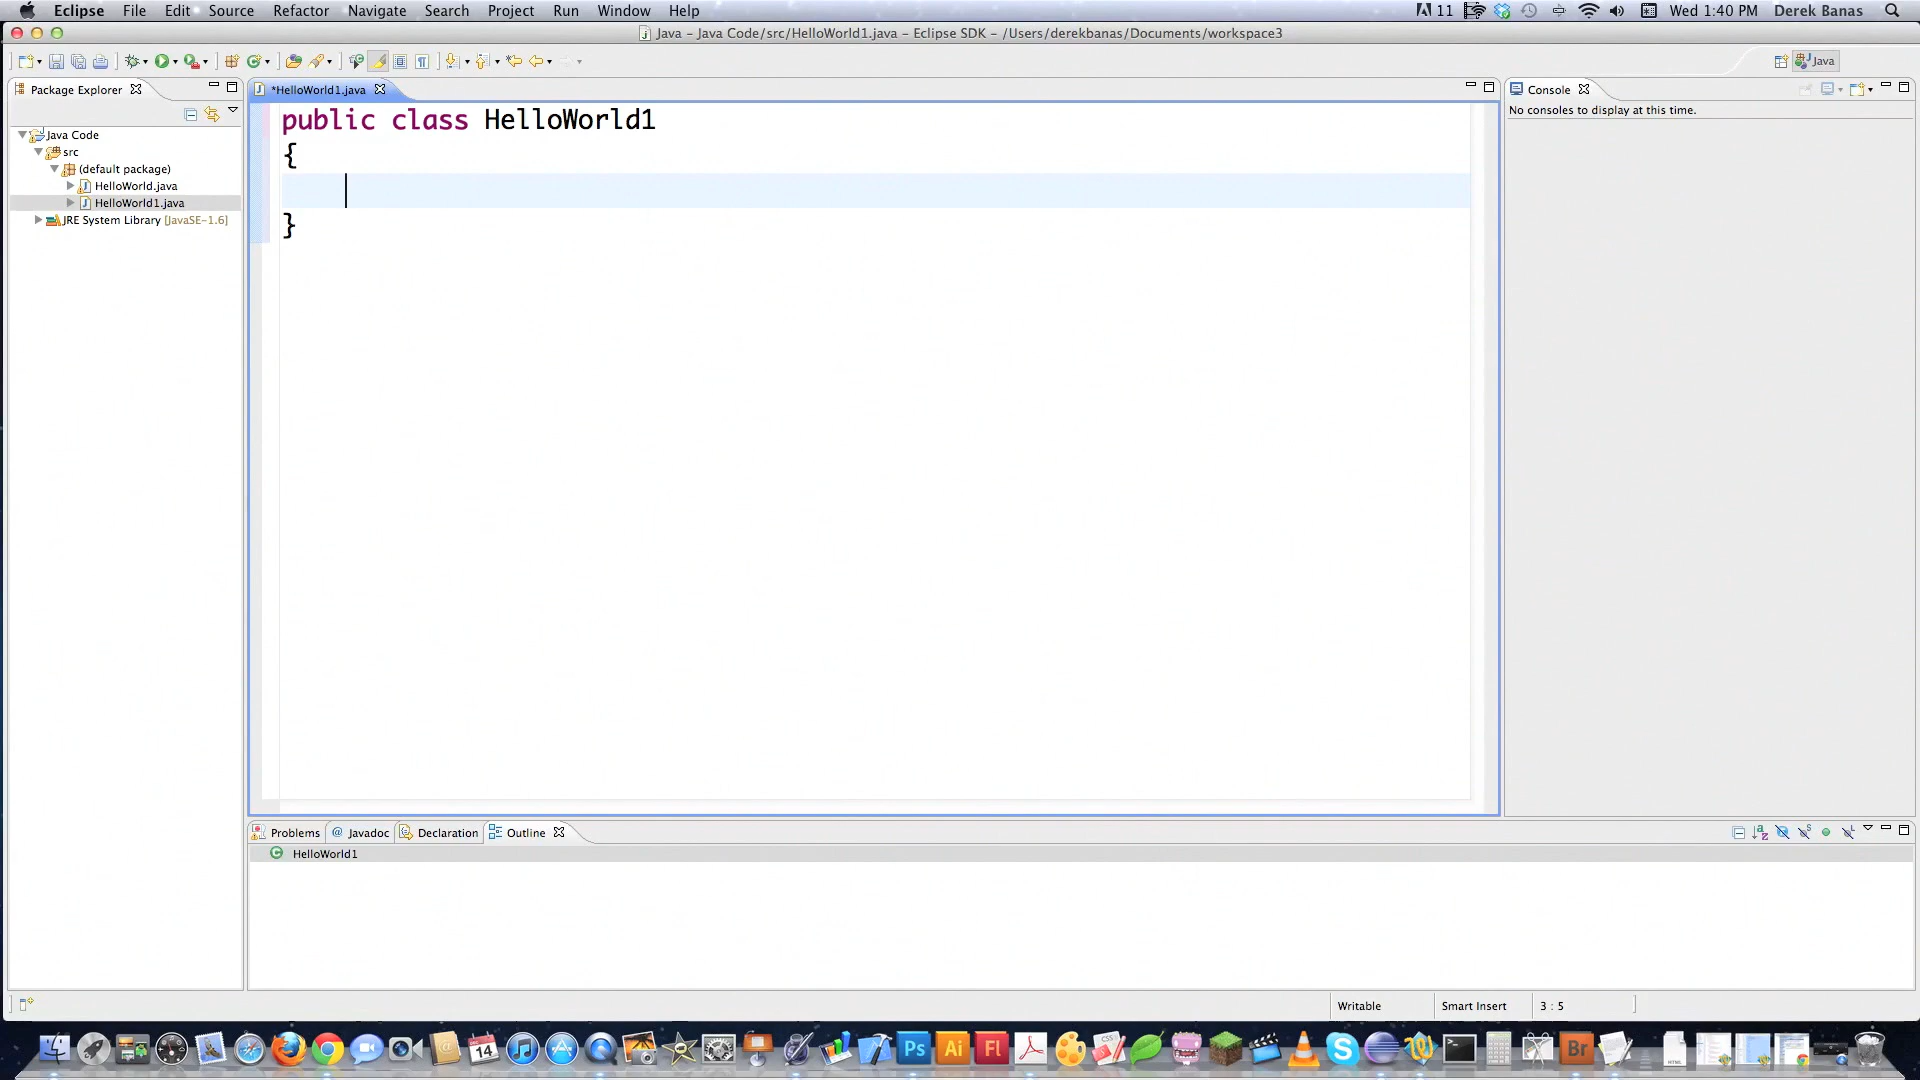 Eclipse File Edit Source Refactor Navigate Search Project Run Window Help 11 Wed 1:40 PM Derek Banas
Java – Java Code/src/HelloWorld1.java – Eclipse SDK – /Users/derekbanas/Documents/workspace3
Java
Package Explorer
*HelloWorld1.java
Console
No consoles to display at this time.
Java Code
src
(default package)
HelloWorld.java
HelloWorld1.java
JRE System Library [JavaSE-1.6]
public class HelloWorld1
{
}
Problems @ Javadoc Declaration Outline
HelloWorld1
Writable Smart Insert 3 : 5
14 Ps Ai Fl Br